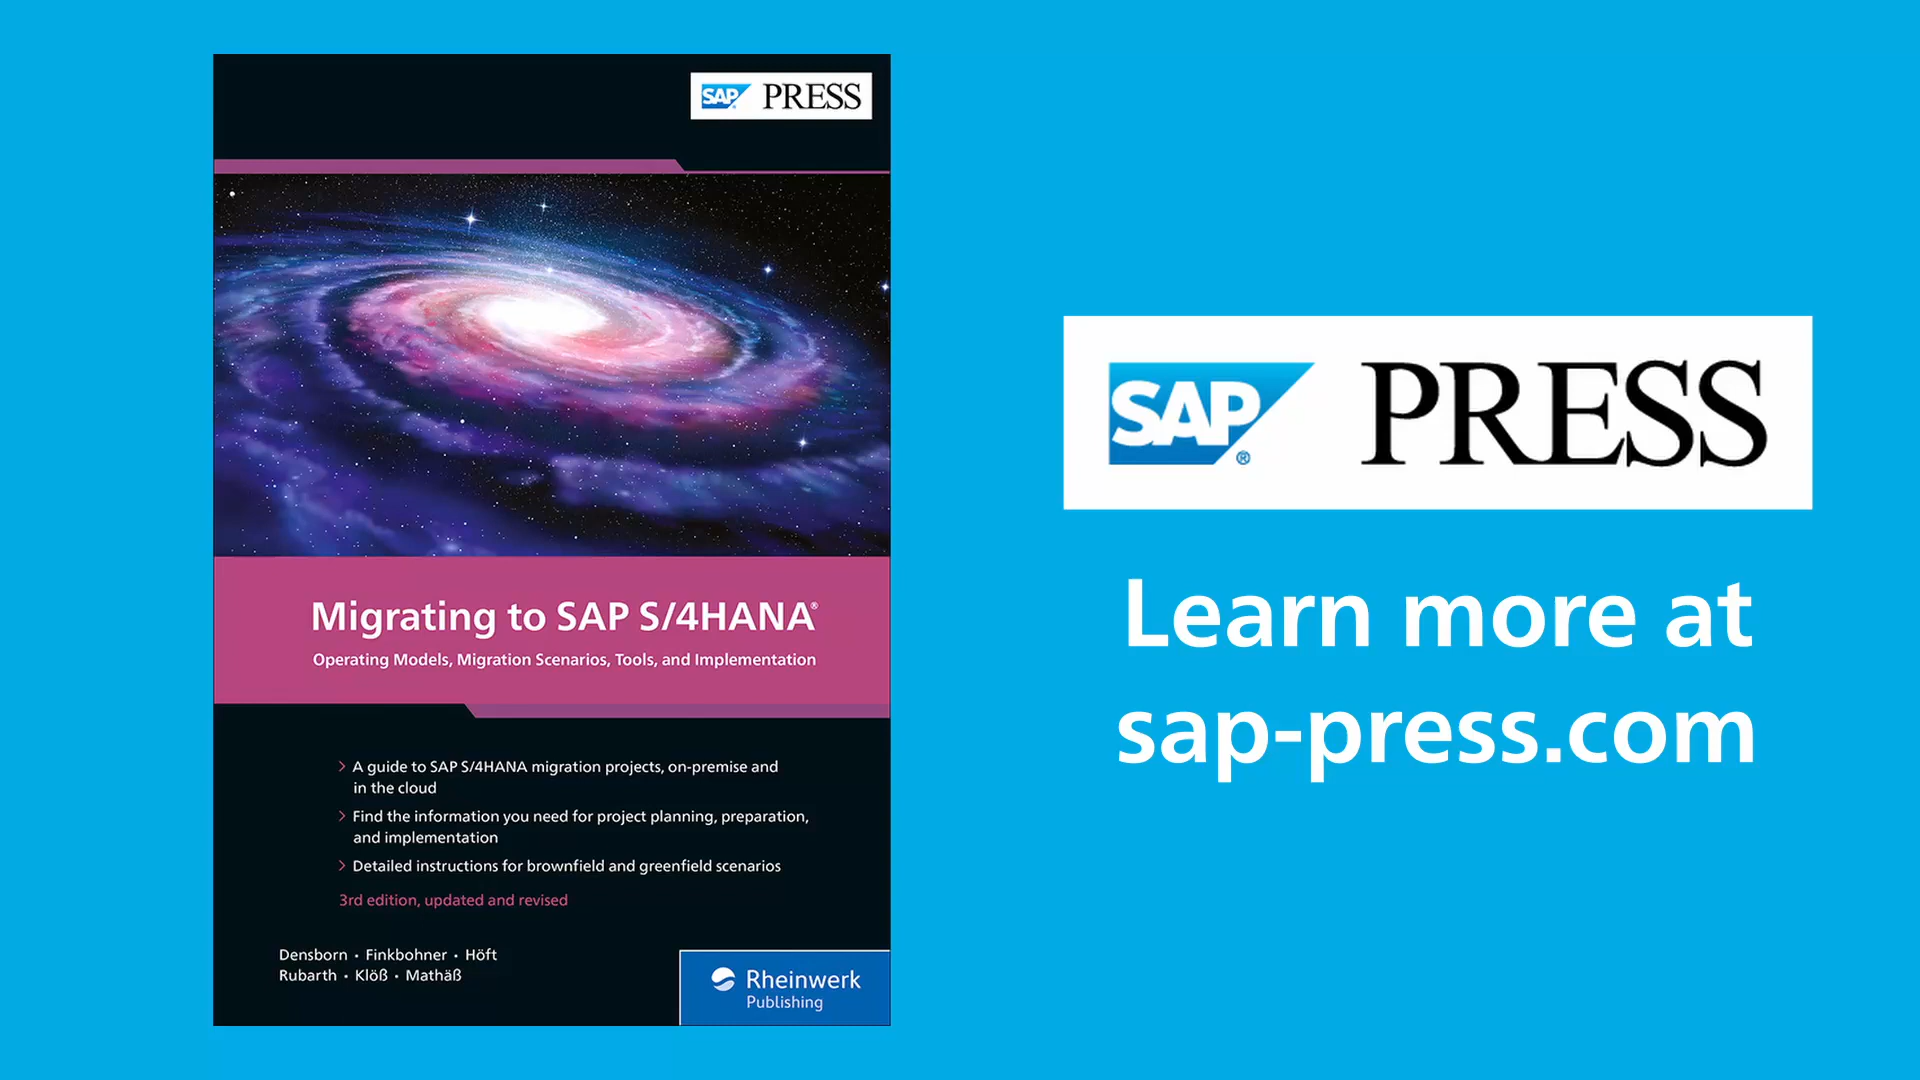 SAP® PRESS
Migrating to SAP S/4HANA®
Operating Models, Migration Scenarios, Tools, and Implementation
> A guide to SAP S/4HANA migration projects, on-premise and
in the cloud
> Find the information you need for project planning, preparation,
and implementation
> Detailed instructions for brownfield and greenfield scenarios
3rd edition, updated and revised
Densborn • Finkbohner • Höft
Rubarth • Klöß • Mathäß
Rheinwerk
Publishing
SAP® PRESS
Learn more at
sap-press.com